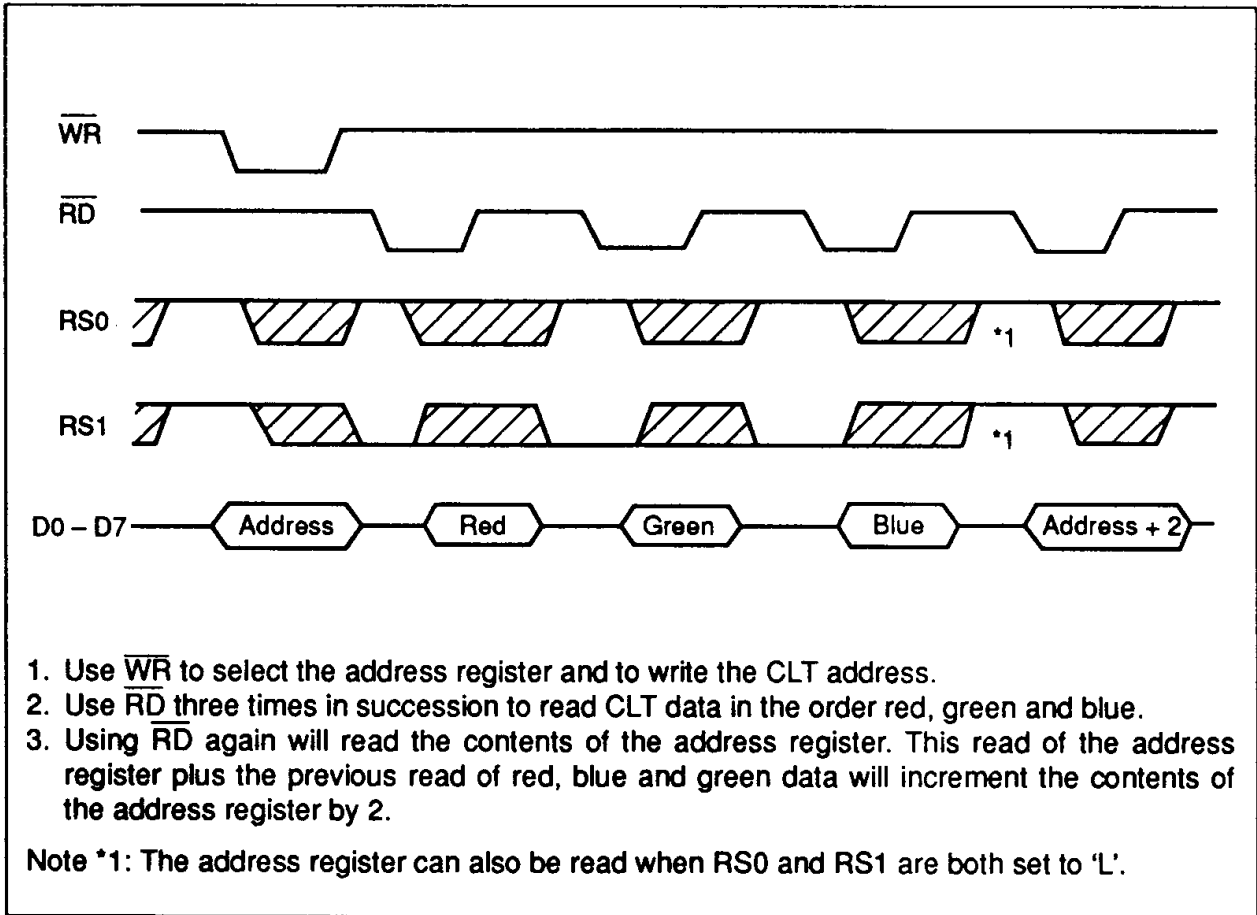 W̅R̅
R̅D̅
RS0
*1
RS1
*1
D0 – D7 Address Red Green Blue Address + 2
1. Use W̅R̅ to select the address register and to write the CLT address.
2. Use R̅D̅ three times in succession to read CLT data in the order red, green and blue.
3. Using R̅D̅ again will read the contents of the address register. This read of the address
register plus the previous read of red, blue and green data will increment the contents of
the address register by 2.
Note *1: The address register can also be read when RS0 and RS1 are both set to ‘L’.